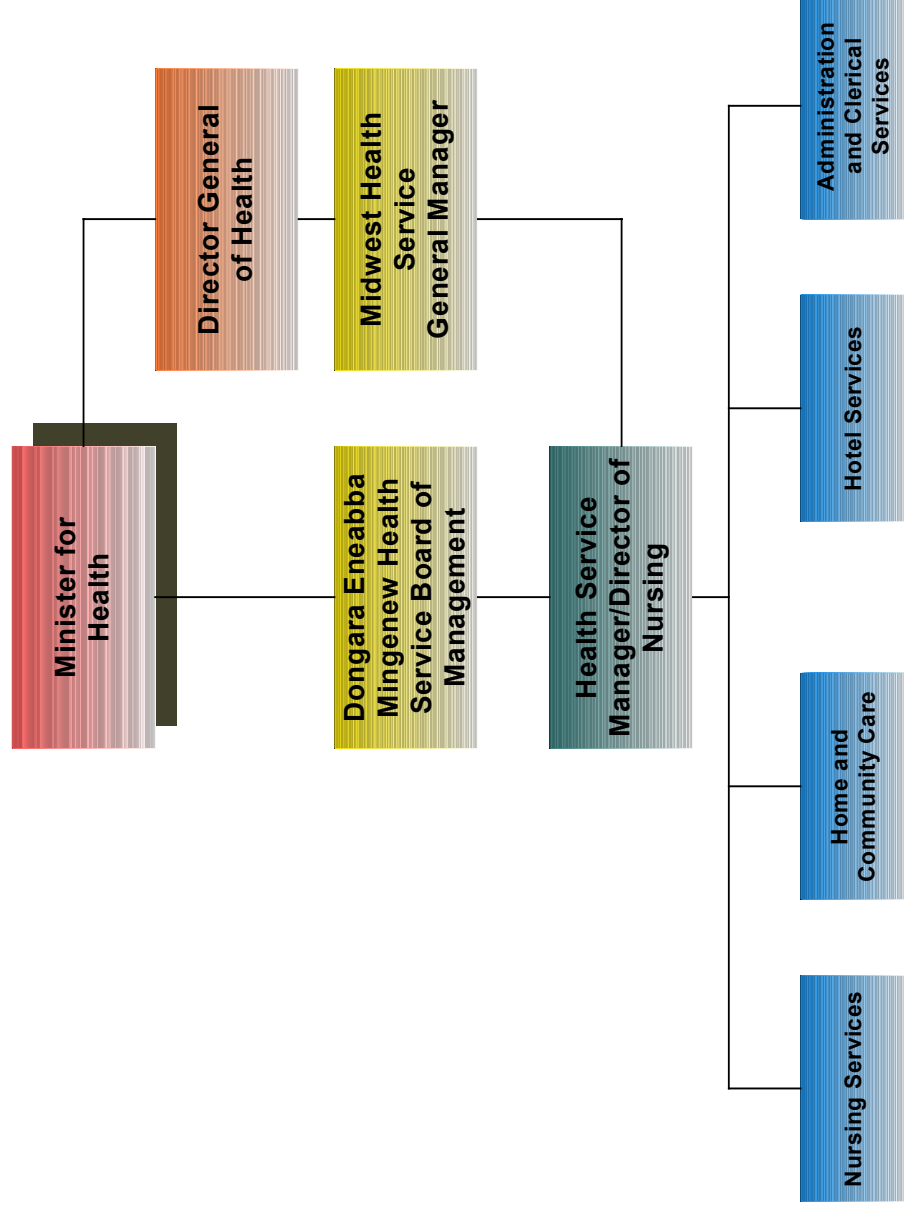 Minister for
Health
Director General
of Health
Dongara Eneabba
Mingenew Health
Service Board of
Management
Midwest Health
Service
General Manager
Health Service
Manager/Director of
Nursing
Nursing Services
Home and
Community Care
Hotel Services
Administration
and Clerical
Services